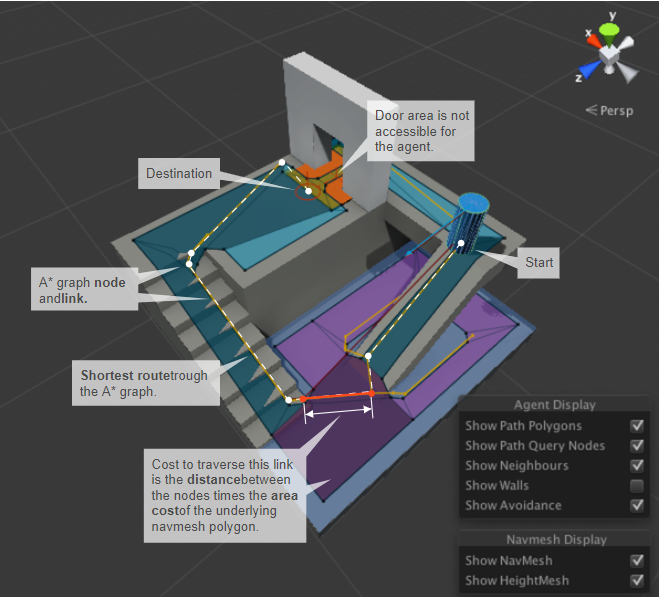 y
x
z
Persp
Door area is not
accessible for
the agent.
Destination
Start
A* graph node
andlink.
Shortest routetrough
the A* graph.
Cost to traverse this link
is the distancebetween
the nodes times the area
costof the underlying
navmesh polygon.
Agent Display
Show Path Polygons
Show Path Query Nodes
Show Neighbours
Show Walls
Show Avoidance
Navmesh Display
Show NavMesh
Show HeightMesh